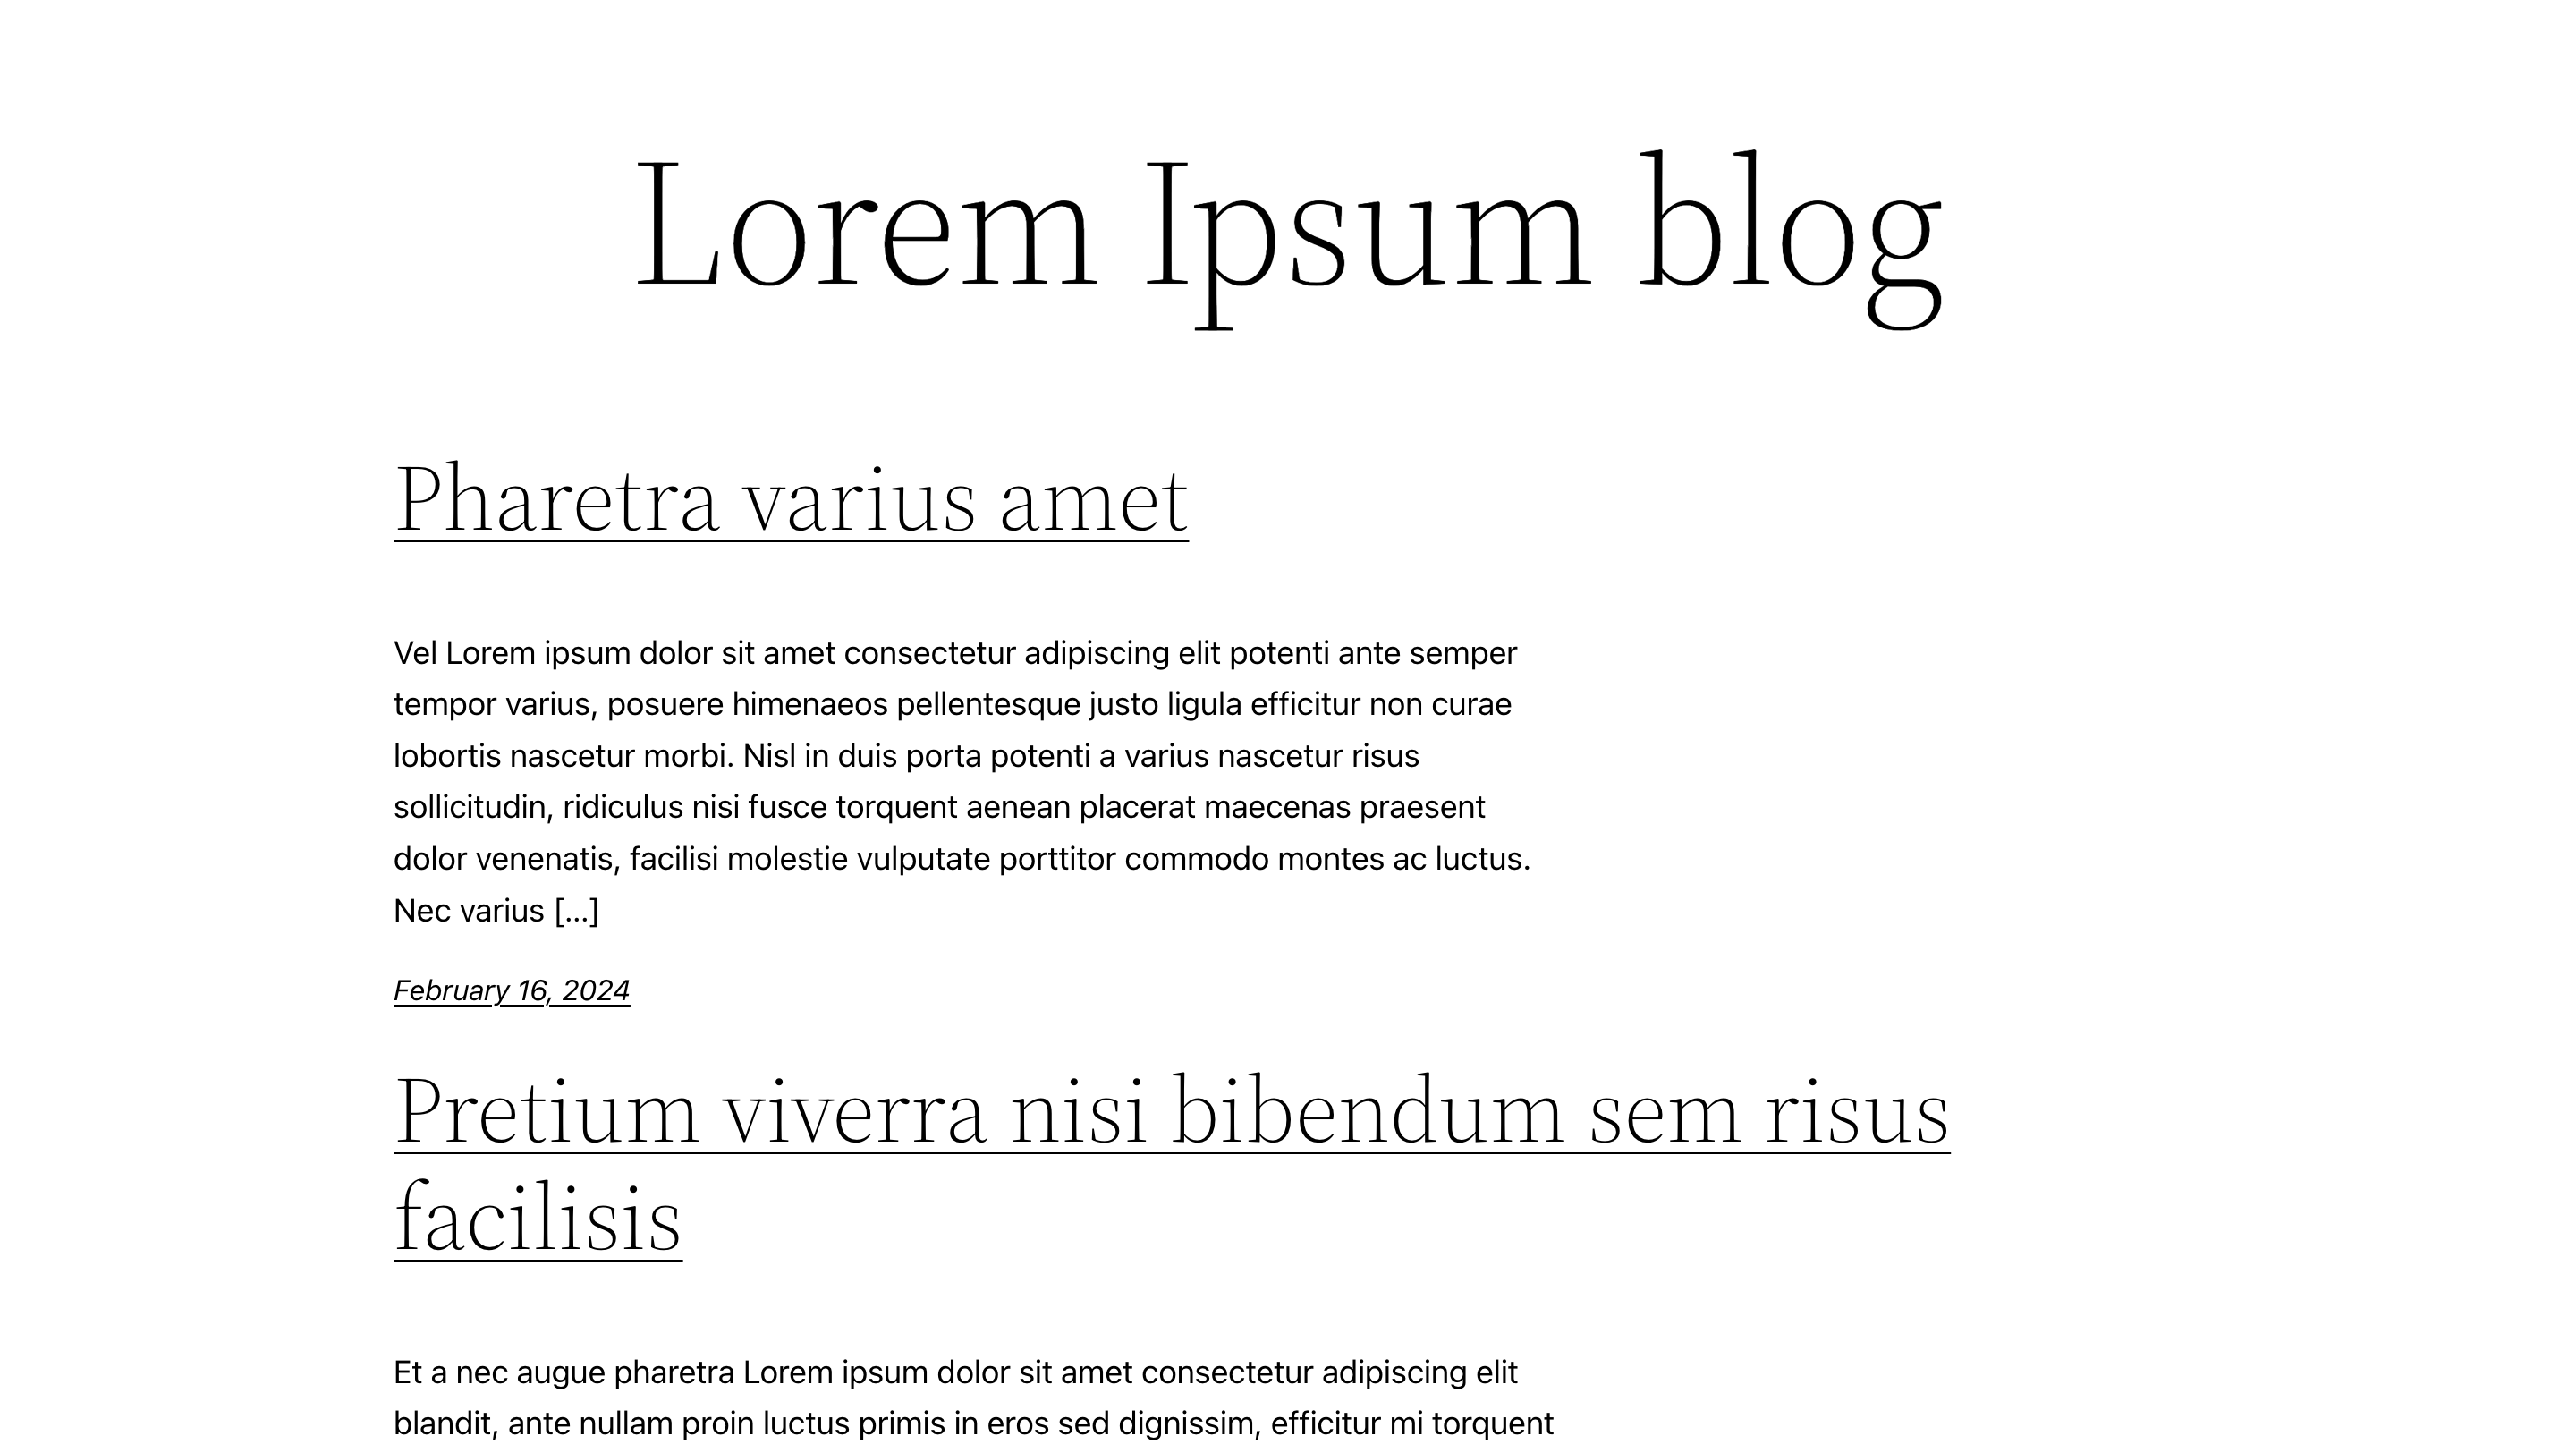 Lorem Ipsum blog
Pharetra varius amet
Vel Lorem ipsum dolor sit amet consectetur adipiscing elit potenti ante semper
tempor varius, posuere himenaeos pellentesque justo ligula efficitur non curae
lobortis nascetur morbi. Nisl in duis porta potenti a varius nascetur risus
sollicitudin, ridiculus nisi fusce torquent aenean placerat maecenas praesent
dolor venenatis, facilisi molestie vulputate porttitor commodo montes ac luctus.
Nec varius […]
February 16, 2024
Pretium viverra nisi bibendum sem risus
facilisis
Et a nec augue pharetra Lorem ipsum dolor sit amet consectetur adipiscing elit
blandit, ante nullam proin luctus primis in eros sed dignissim, efficitur mi torquent